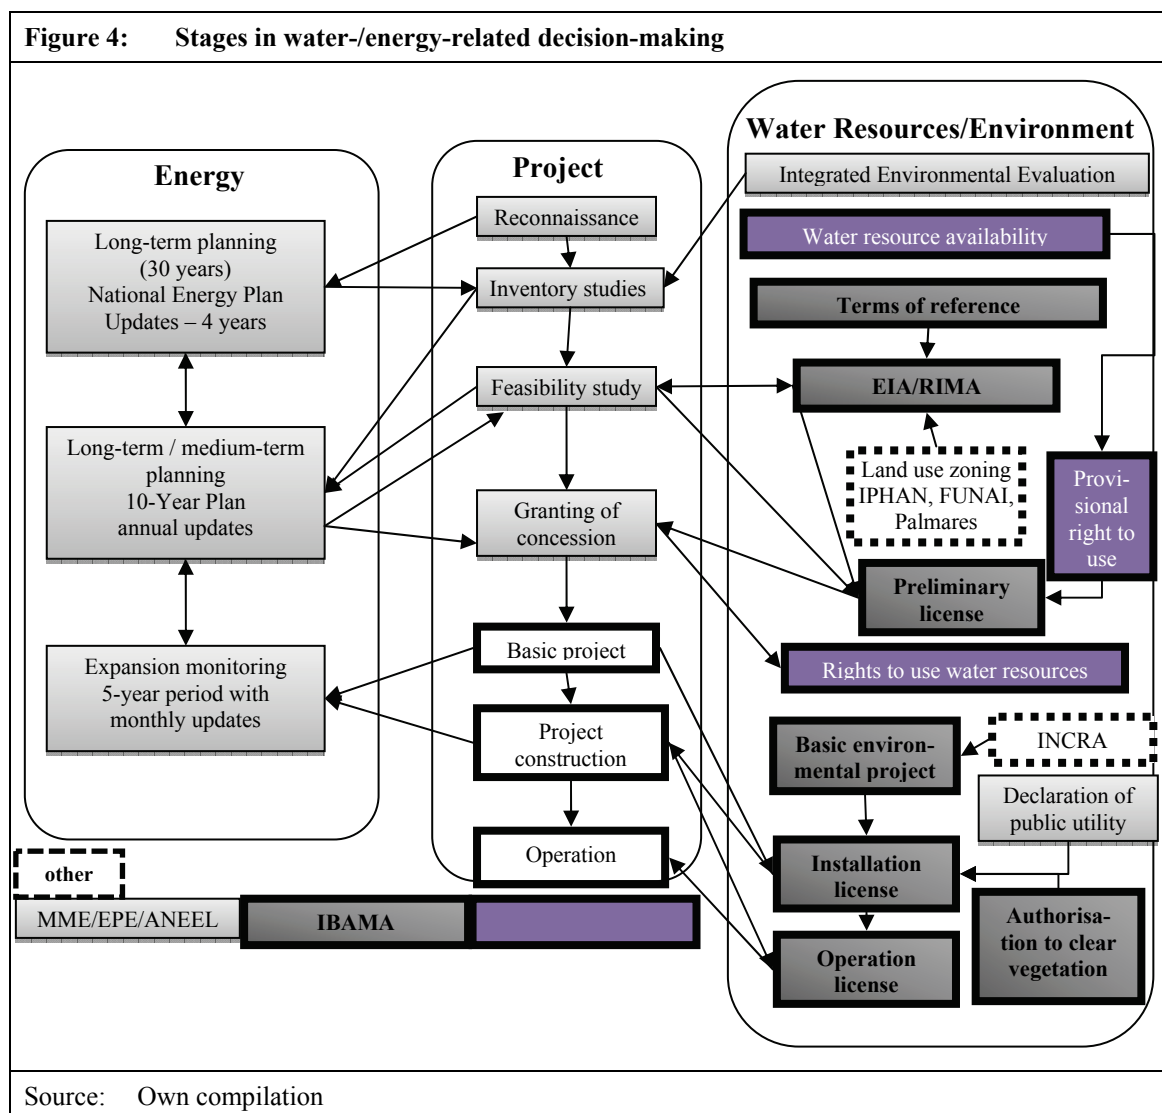 Figure 4: Stages in water-/energy-related decision-making
Energy
Long-term planning
(30 years)
National Energy Plan
Updates – 4 years
Long-term / medium-term
planning
10-Year Plan
annual updates
Expansion monitoring
5-year period with
monthly updates
Project
Reconnaissance
Inventory studies
Feasibility study
Granting of
concession
Basic project
Project
construction
Operation
Water Resources/Environment
Integrated Environmental Evaluation
Water resource availability
Terms of reference
EIA/RIMA
Land use zoning
IPHAN, FUNAI,
Palmares
Provi-
sional
right to
use
Preliminary
license
Rights to use water resources
Basic environ-
mental project
INCRA
Declaration of
public utility
Installation
license
Authorisa-
tion to clear
vegetation
Operation
license
other
MME/EPE/ANEEL
IBAMA
Source: Own compilation